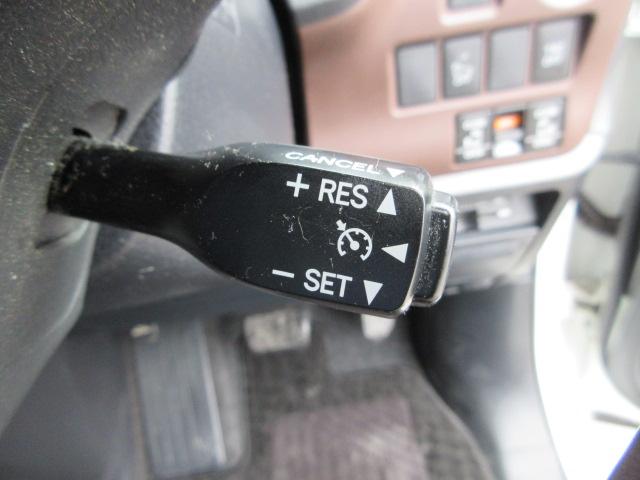 CANCEL ▼
+ RES ▲
◀
− SET ▼